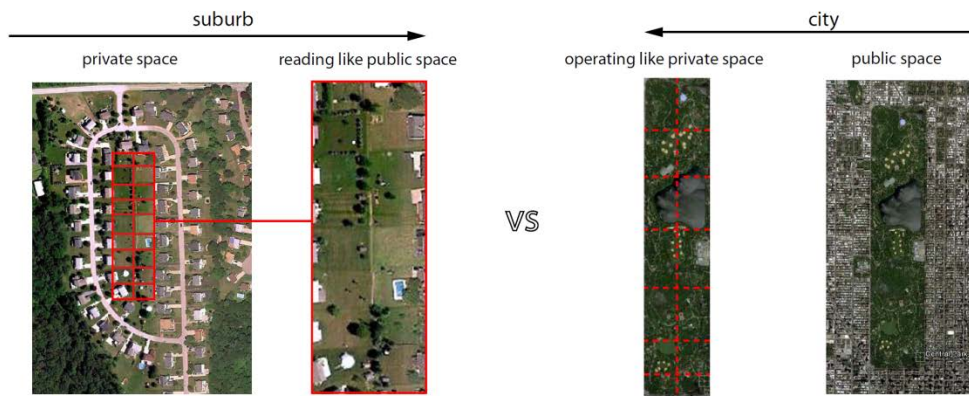 suburb
city
private space
reading like public space
operating like private space
public space
VS